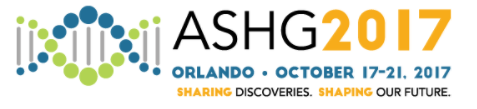 ASHG2017
ORLANDO • OCTOBER 17-21, 2017
SHARING DISCOVERIES. SHAPING OUR FUTURE.